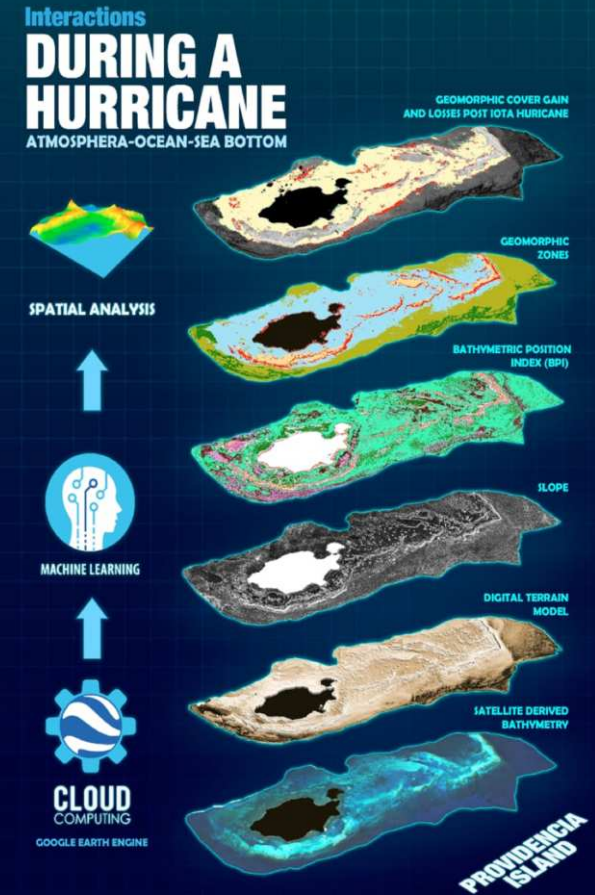 Interactions
DURING A
HURRICANE
ATMOSPHERA-OCEAN-SEA BOTTOM
GEOMORPHIC COVER GAIN
AND LOSSES POST IOTA HURICANE
GEOMORPHIC
ZONES
SPATIAL ANALYSIS
BATHYMETRIC POSITION
INDEX (BPI)
SLOPE
MACHINE LEARNING
DIGITAL TERRAIN
MODEL
SATELLITE DERIVED
BATHYMETRY
CLOUD
COMPUTING
GOOGLE EARTH ENGINE
PROVIDENCIA
ISLAND